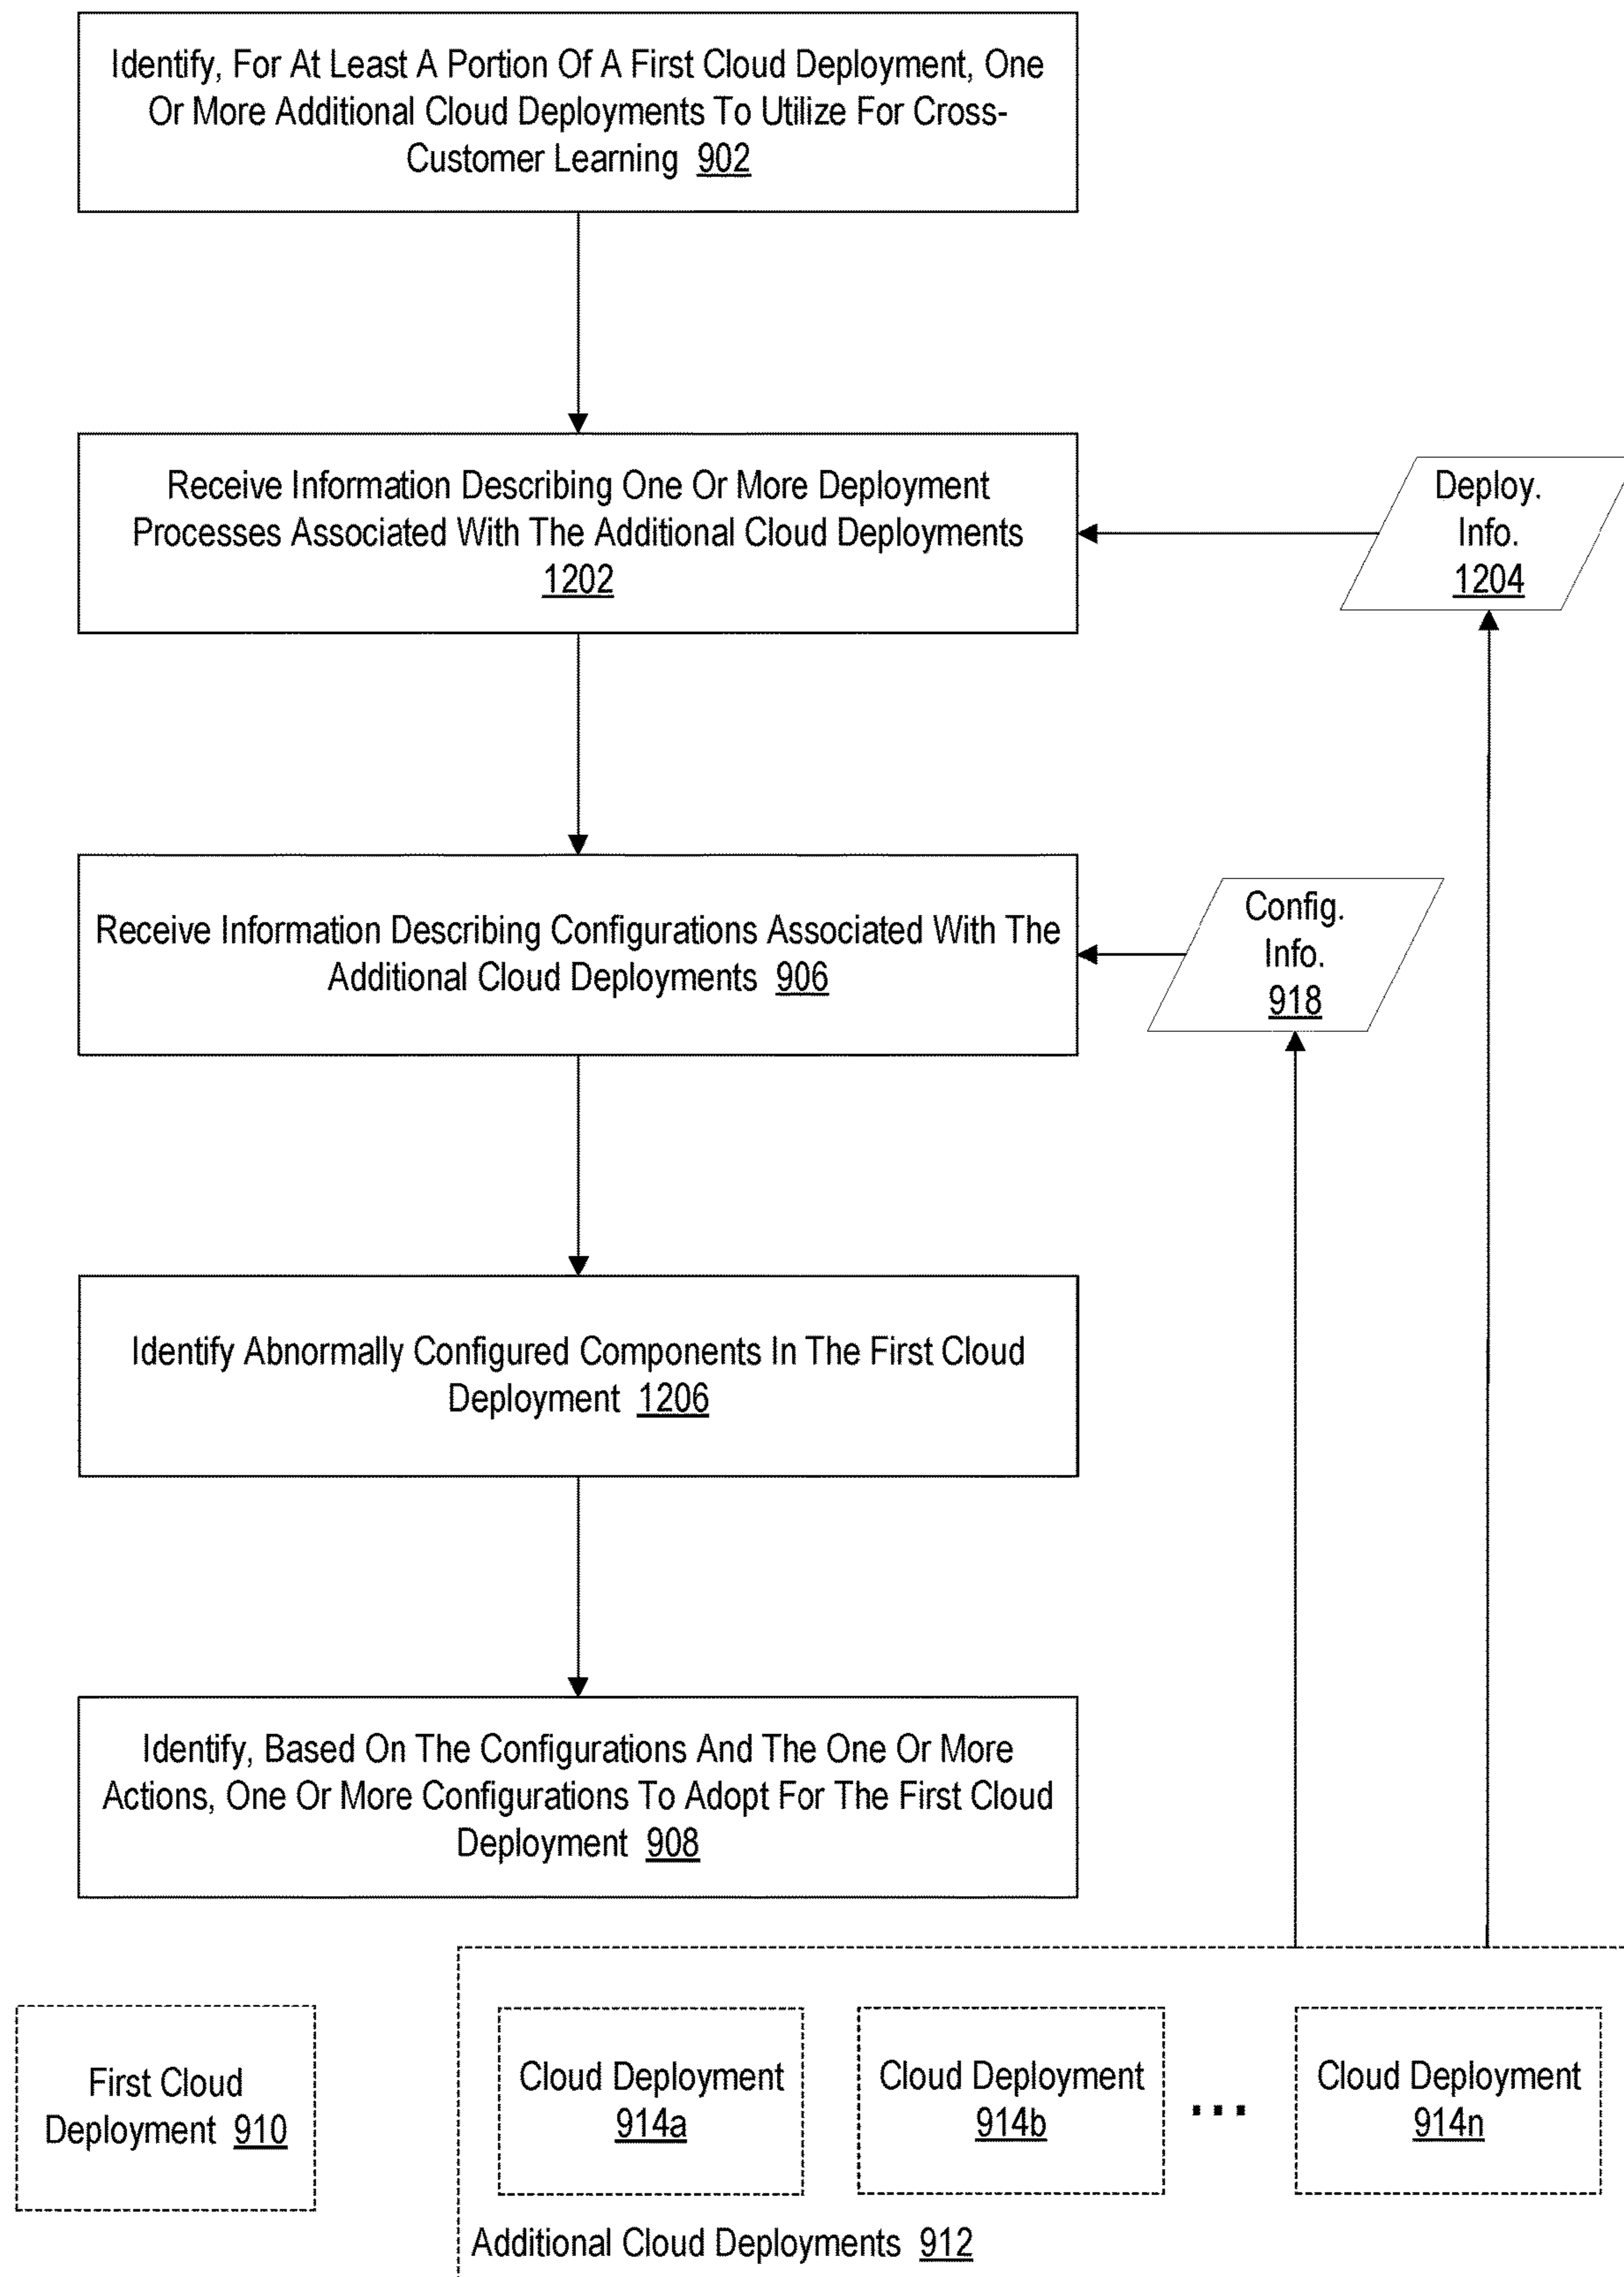 Identify, For At Least A Portion Of A First Cloud Deployment, One
Or More Additional Cloud Deployments To Utilize For Cross-
Customer Learning 902
Receive Information Describing One Or More Deployment
Processes Associated With The Additional Cloud Deployments
1202
Deploy.
Info.
1204
Receive Information Describing Configurations Associated With The
Additional Cloud Deployments 906
Config.
Info.
918
Identify Abnormally Configured Components In The First Cloud
Deployment 1206
Identify, Based On The Configurations And The One Or More
Actions, One Or More Configurations To Adopt For The First Cloud
Deployment 908
First Cloud
Deployment 910
Cloud Deployment
914a
Cloud Deployment
914b
...
Cloud Deployment
914n
Additional Cloud Deployments 912